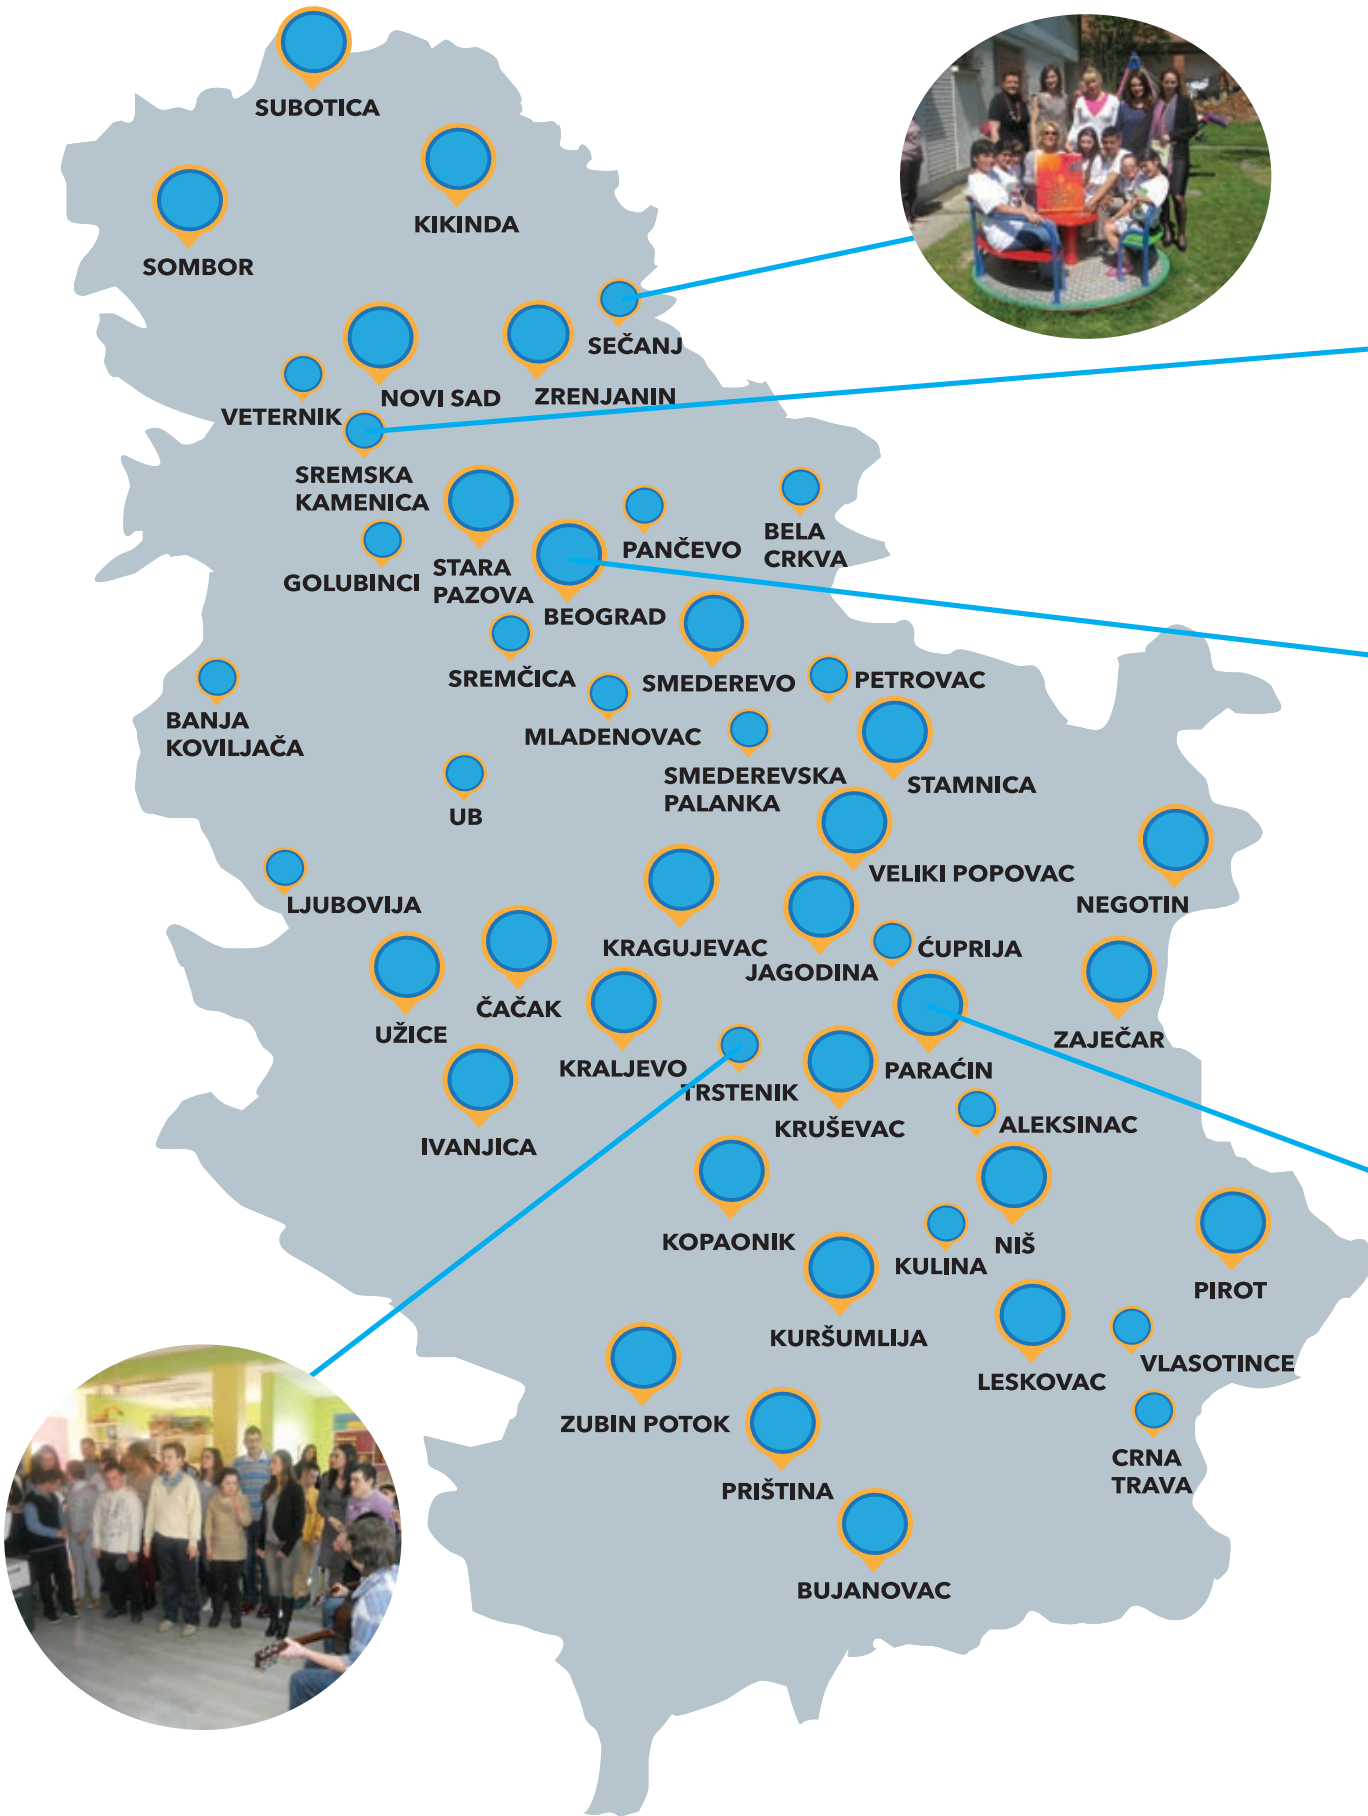 SUBOTICA
KIKINDA
SOMBOR
SEČANJ
NOVI SAD
ZRENJANIN
VETERNIK
SREMSKA
KAMENICA
PANČEVO
BELA
CRKVA
GOLUBINCI
STARA
PAZOVA
BEOGRAD
SREMČICA
SMEDEREVO
PETROVAC
BANJA
KOVILJAČA
MLADENOVAC
SMEDEREVSKA
PALANKA
STAMNICA
UB
VELIKI POPOVAC
NEGOTIN
LJUBOVIJA
KRAGUJEVAC
JAGODINA
ĆUPRIJA
UŽICE
ČAČAK
ZAJEČAR
KRALJEVO
TRSTENIK
PARAĆIN
KRUŠEVAC
ALEKSINAC
IVANJICA
KOPAONIK
KULINA
NIŠ
PIROT
KURŠUMLIJA
LESKOVAC
VLASOTINCE
ZUBIN POTOK
PRIŠTINA
CRNA
TRAVA
BUJANOVAC